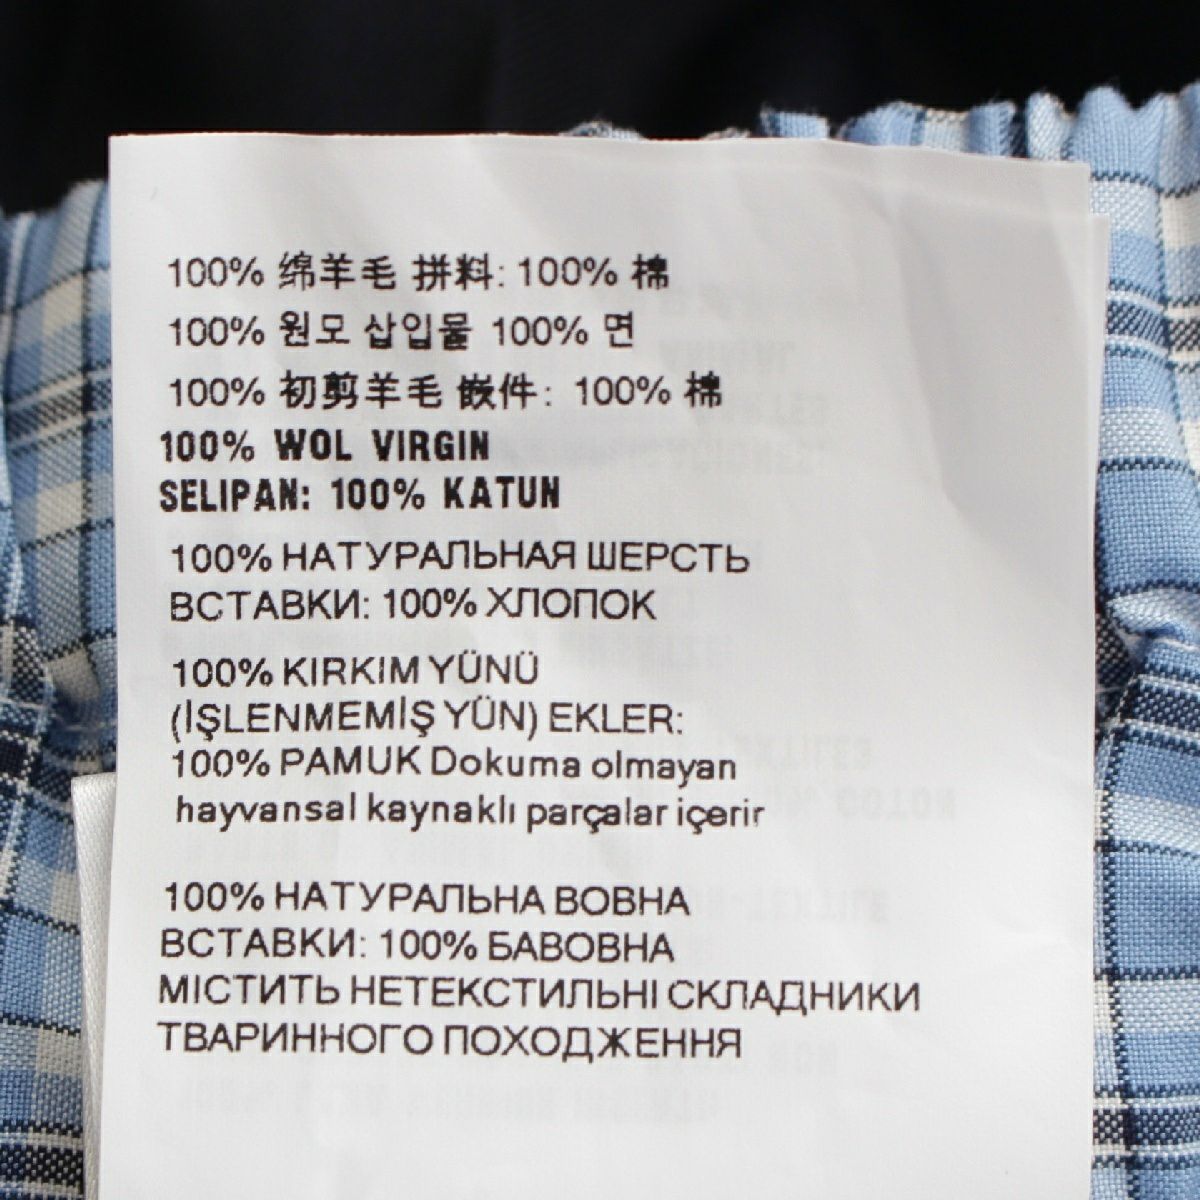 100% 绵羊毛 拼料: 100% 棉
100% 원모 삽입물 100% 면
100% 初剪羊毛 嵌件: 100% 棉
100% WOL VIRGIN
SELIPAN: 100% KATUN
100% НАТУРАЛЬНАЯ ШЕРСТЬ
ВСТАВКИ: 100% ХЛОПОК
100% KIRKIM YÜNÜ
(İŞLENMEMİŞ YÜN) EKLER:
100% PAMUK Dokuma olmayan
hayvansal kaynaklı parçalar içerir
100% НАТУРАЛЬНА ВОВНА
ВСТАВКИ: 100% БАВОВНА
МІСТИТЬ НЕТЕКСТИЛЬНІ СКЛАДНИКИ
ТВАРИННОГО ПОХОДЖЕННЯ